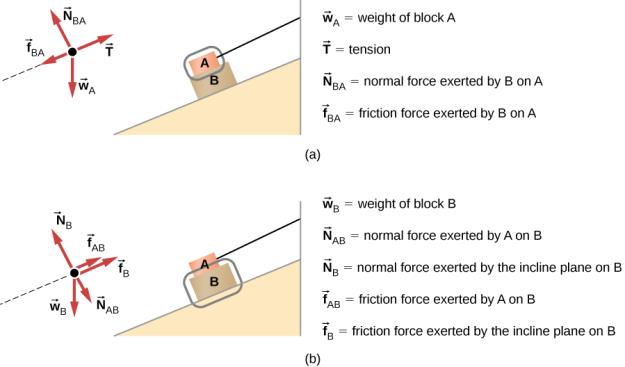 N⃗BA
f⃗BA
T⃗
w⃗A
A
B
w⃗A = weight of block A
T⃗ = tension
N⃗BA = normal force exerted by B on A
f⃗BA = friction force exerted by B on A
(a)
N⃗B
f⃗AB
f⃗B
w⃗B
N⃗AB
A
B
w⃗B = weight of block B
N⃗AB = normal force exerted by A on B
N⃗B = normal force exerted by the incline plane on B
f⃗AB = friction force exerted by A on B
f⃗B = friction force exerted by the incline plane on B
(b)